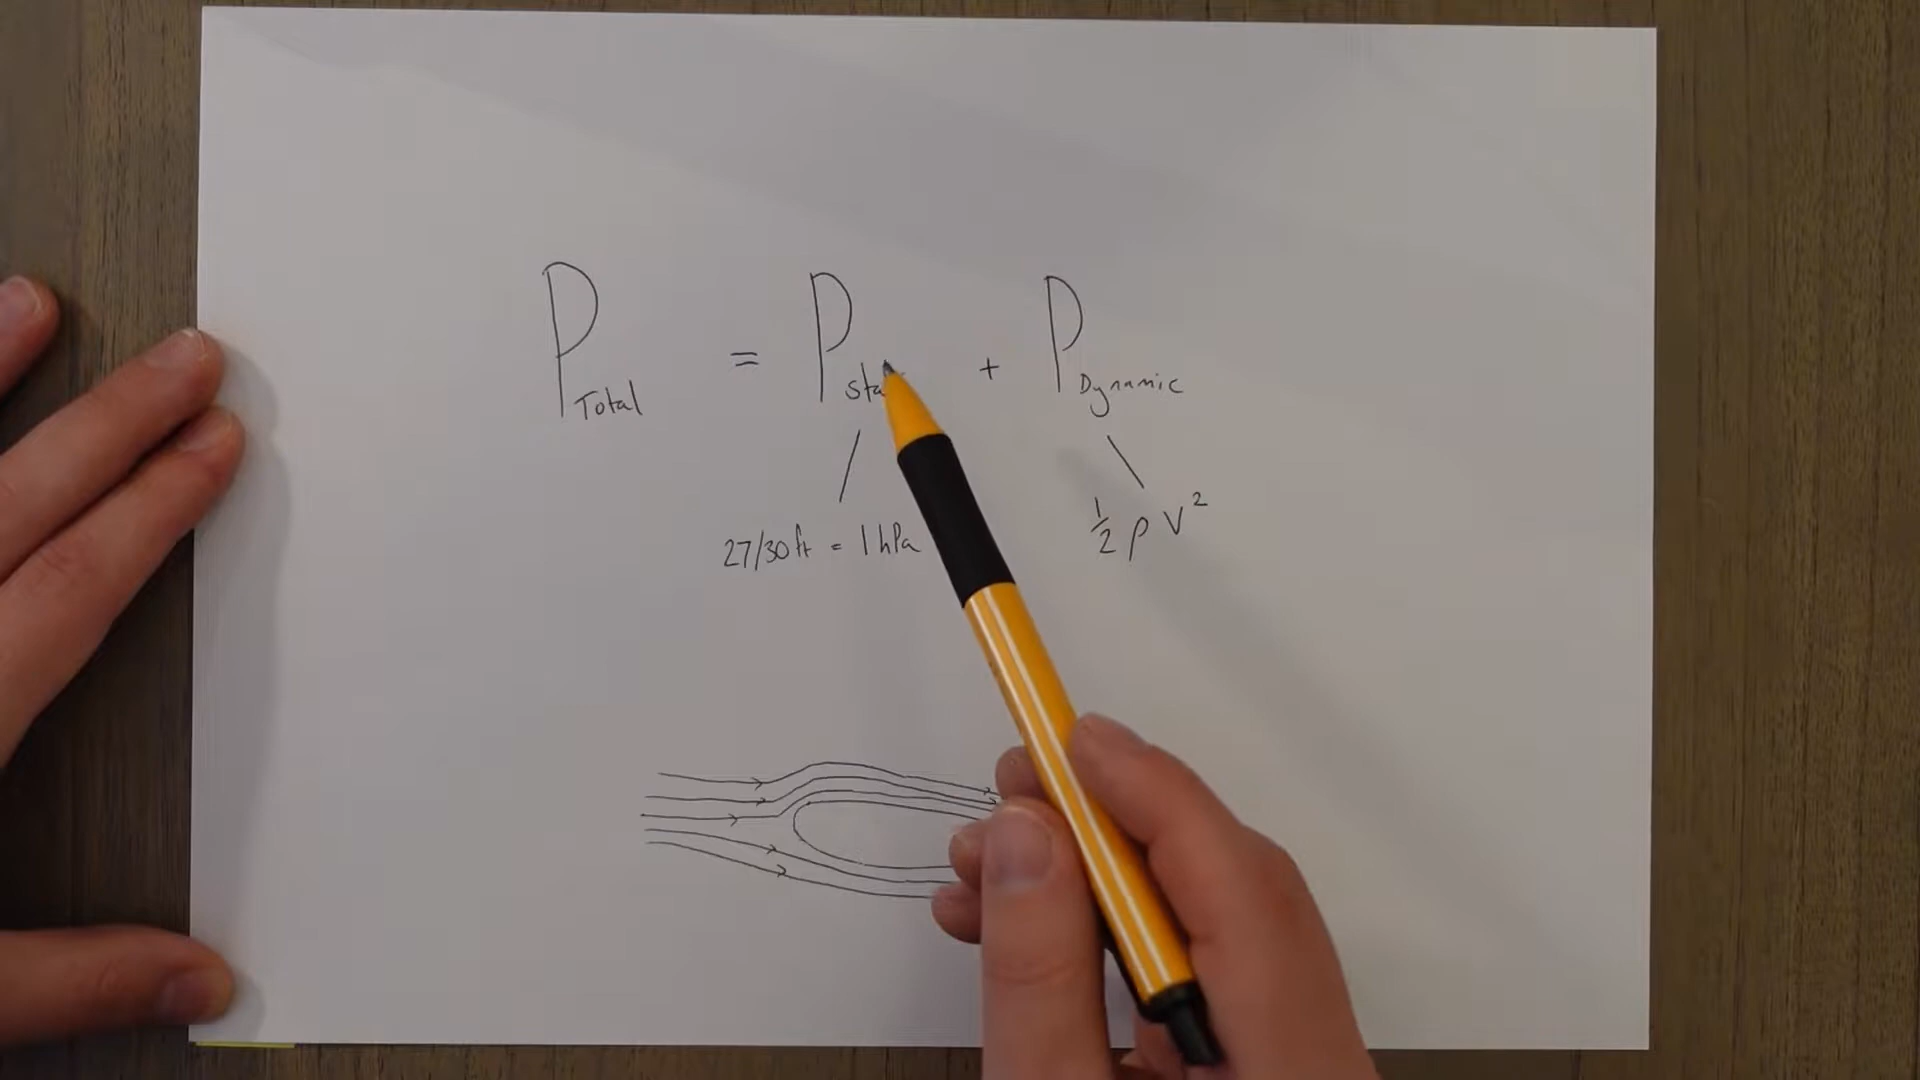 P Total = P sta + P Dynamic
27/30 ft = 1 hPa
1/2 ρ V²